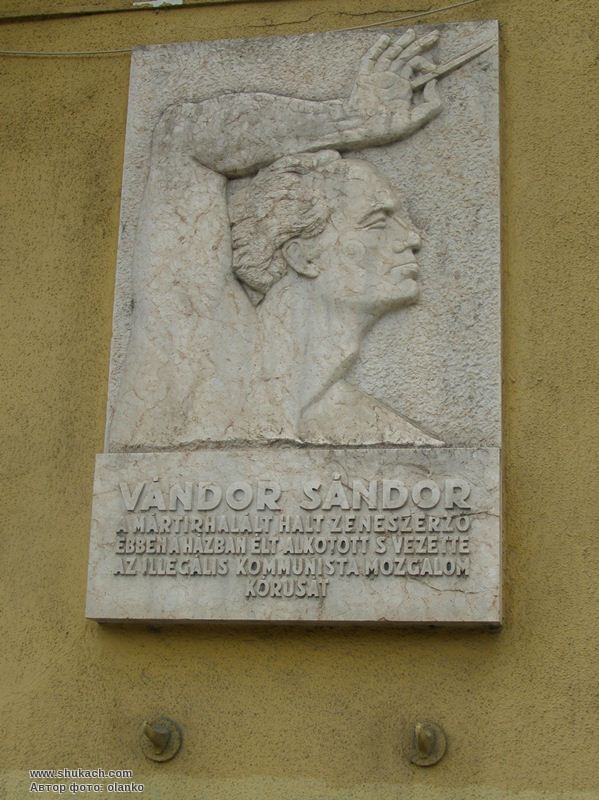 VÁNDOR SÁNDOR
A MÁRTIRHALÁLT HALT ZENESZERZŐ
EBBEN A HÁZBAN ÉLT ALKOTOTT S VEZETTE
AZ ILLEGÁLIS KOMMUNISTA MOZGALOM
KÓRUSÁT
www.shukach.com
Автор фото: olanko